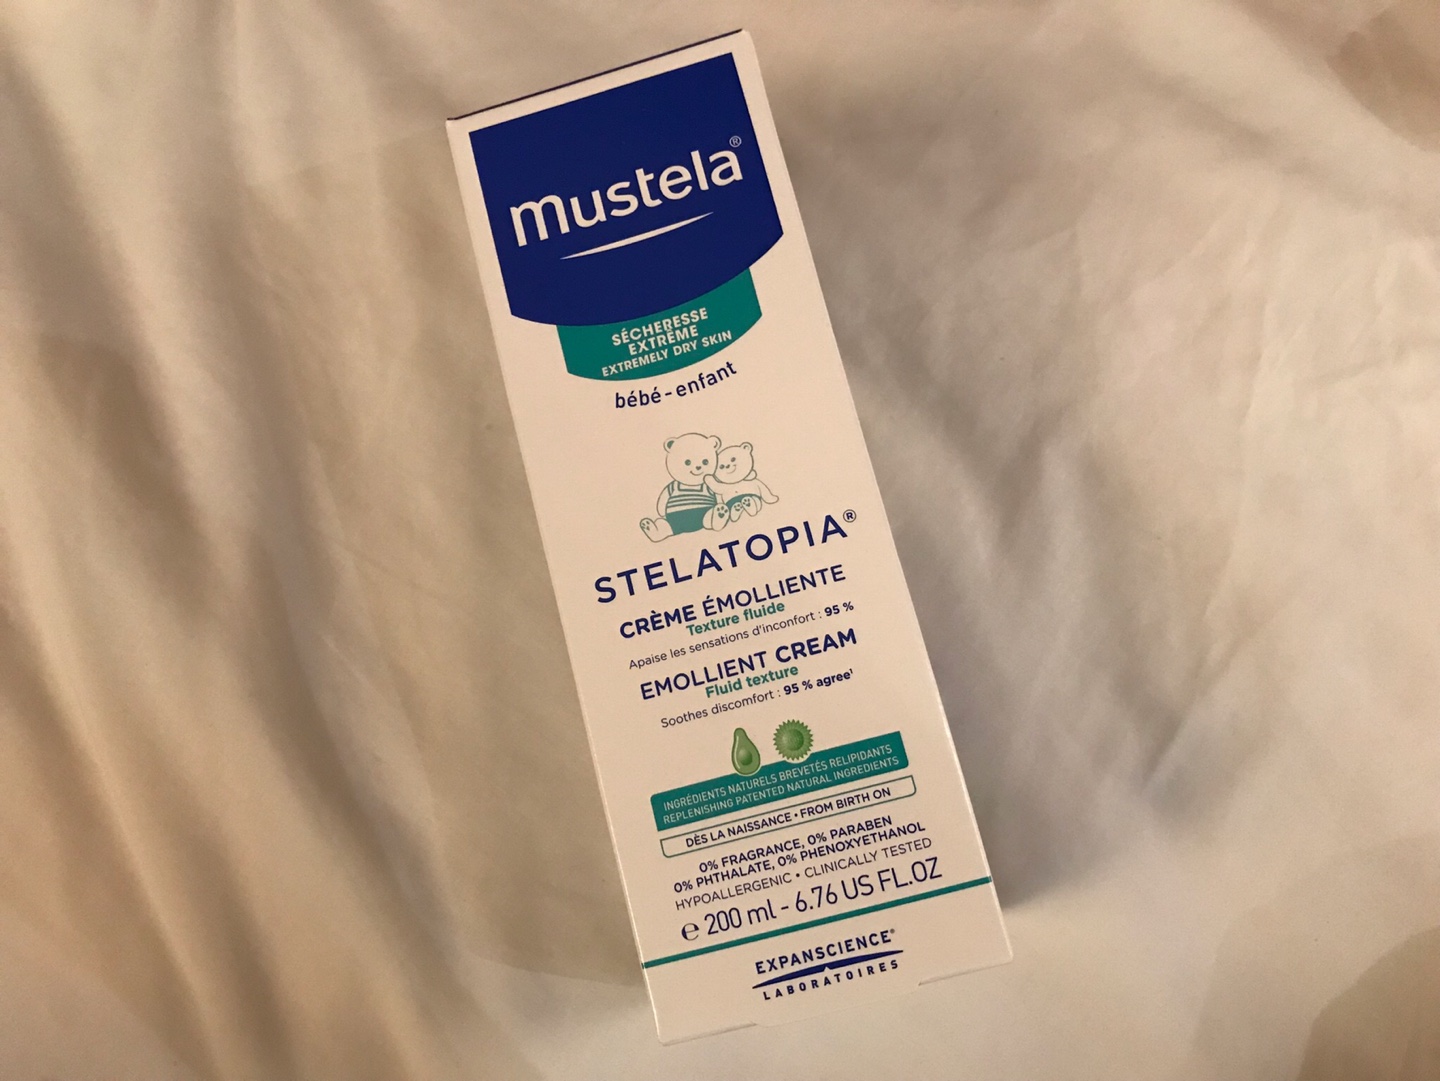 mustela®
SÉCHERESSE
EXTRÊME
EXTREMELY DRY SKIN
bébé-enfant
STELATOPIA®
CRÈME ÉMOLLIENTE
Texture fluide
Apaise les sensations d'inconfort : 95 %
EMOLLIENT CREAM
Fluid texture
Soothes discomfort : 95 % agree¹
INGRÉDIENTS NATURELS BREVETÉS RELIPIDANTS
REPLENISHING PATENTED NATURAL INGREDIENTS
DÈS LA NAISSANCE • FROM BIRTH ON
0% FRAGRANCE, 0% PARABEN
0% PHTHALATE, 0% PHENOXYETHANOL
HYPOALLERGENIC • CLINICALLY TESTED
℮ 200 ml - 6.76 US FL.OZ
EXPANSCIENCE®
LABORATOIRES